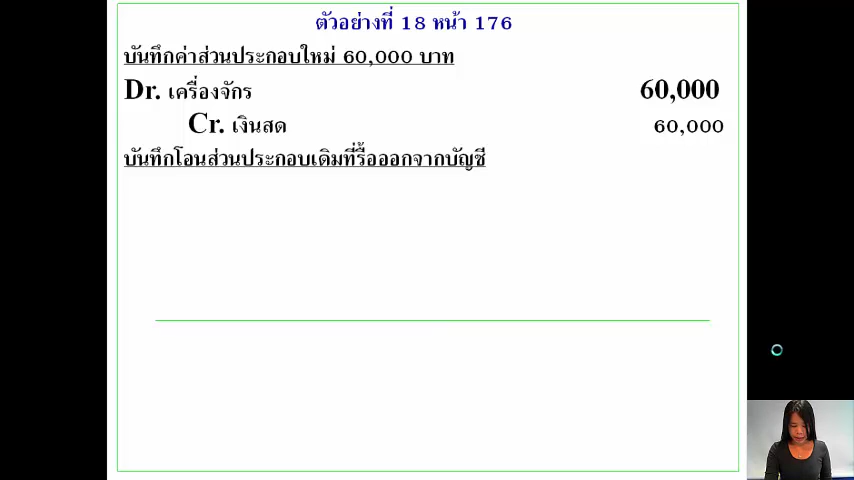 ตัวอย่างที่ 18 หน้า 176
บันทึกค่าส่วนประกอบใหม่ 60,000 บาท
Dr. เครื่องจักร 60,000
Cr. เงินสด 60,000
บันทึกโอนส่วนประกอบเดิมที่รื้อออกจากบัญชี